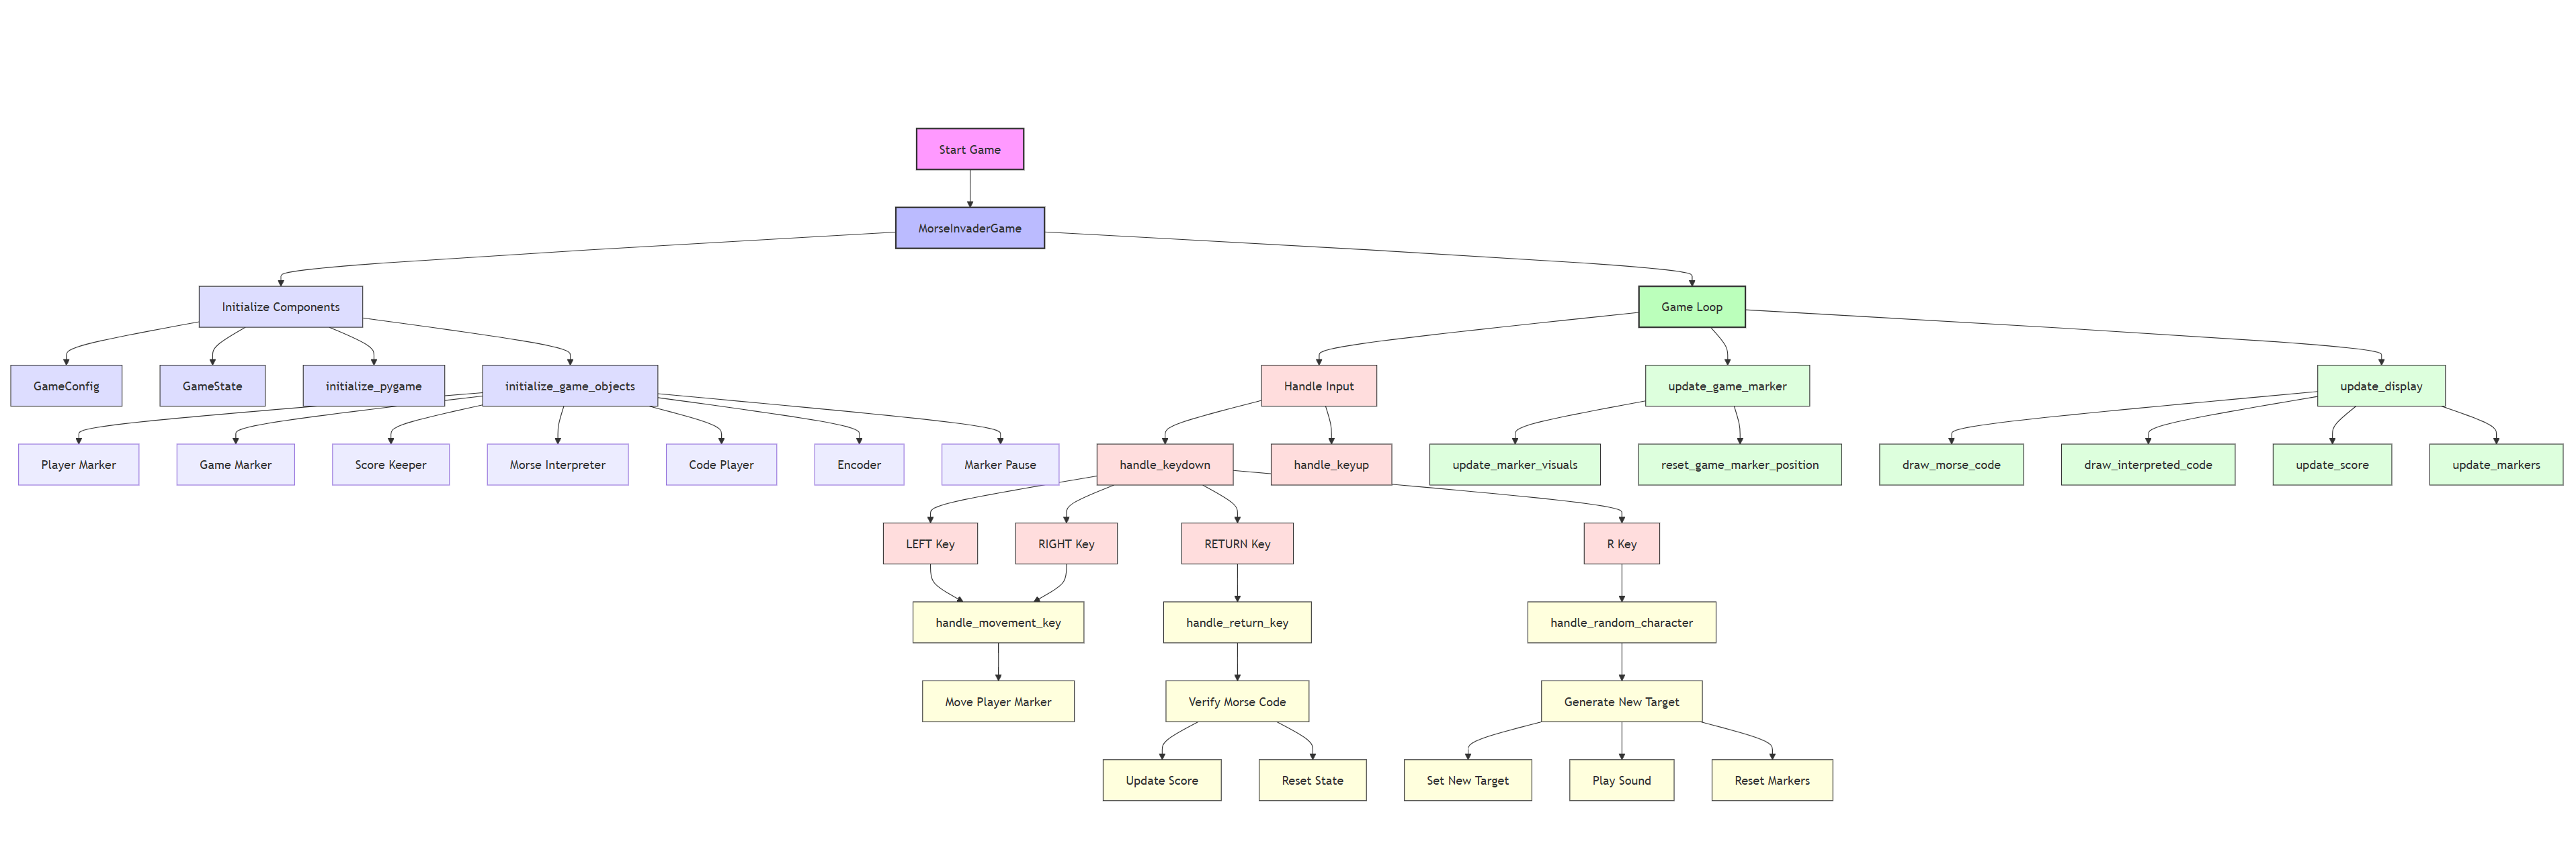 Start Game
MorseInvaderGame
Initialize Components
Game Loop
GameConfig
GameState
initialize_pygame
initialize_game_objects
Handle Input
update_game_marker
update_display
Player Marker
Game Marker
Score Keeper
Morse Interpreter
Code Player
Encoder
Marker Pause
handle_keydown
handle_keyup
update_marker_visuals
reset_game_marker_position
draw_morse_code
draw_interpreted_code
update_score
update_markers
LEFT Key
RIGHT Key
RETURN Key
R Key
handle_movement_key
handle_return_key
handle_random_character
Move Player Marker
Verify Morse Code
Generate New Target
Update Score
Reset State
Set New Target
Play Sound
Reset Markers